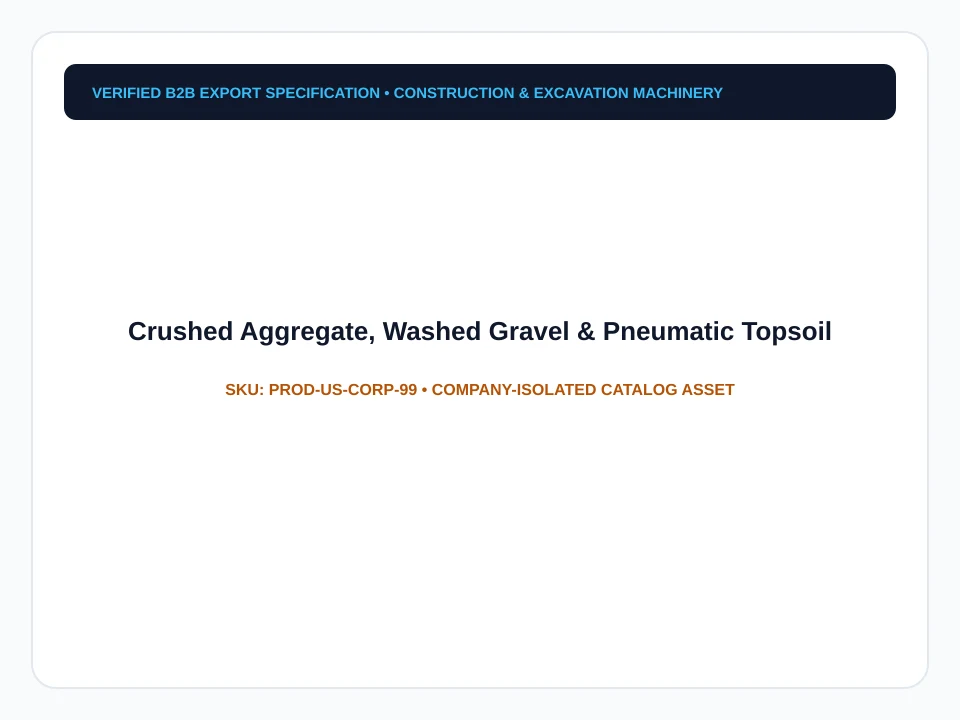 VERIFIED B2B EXPORT SPECIFICATION • CONSTRUCTION & EXCAVATION MACHINERY
Crushed Aggregate, Washed Gravel & Pneumatic Topsoil
SKU: PROD-US-CORP-99 • COMPANY-ISOLATED CATALOG ASSET